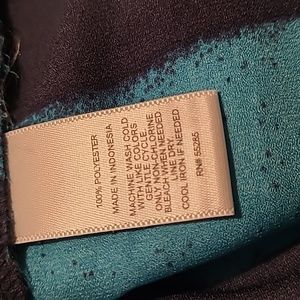 100% POLYESTER
MADE IN INDONESIA
MACHINE WASH COLD
WITH LIKE COLORS
GENTLE CYCLE
ONLY NON-CHLORINE
BLEACH WHEN NEEDED
LINE DRY
COOL IRON IF NEEDED
RN# 55285